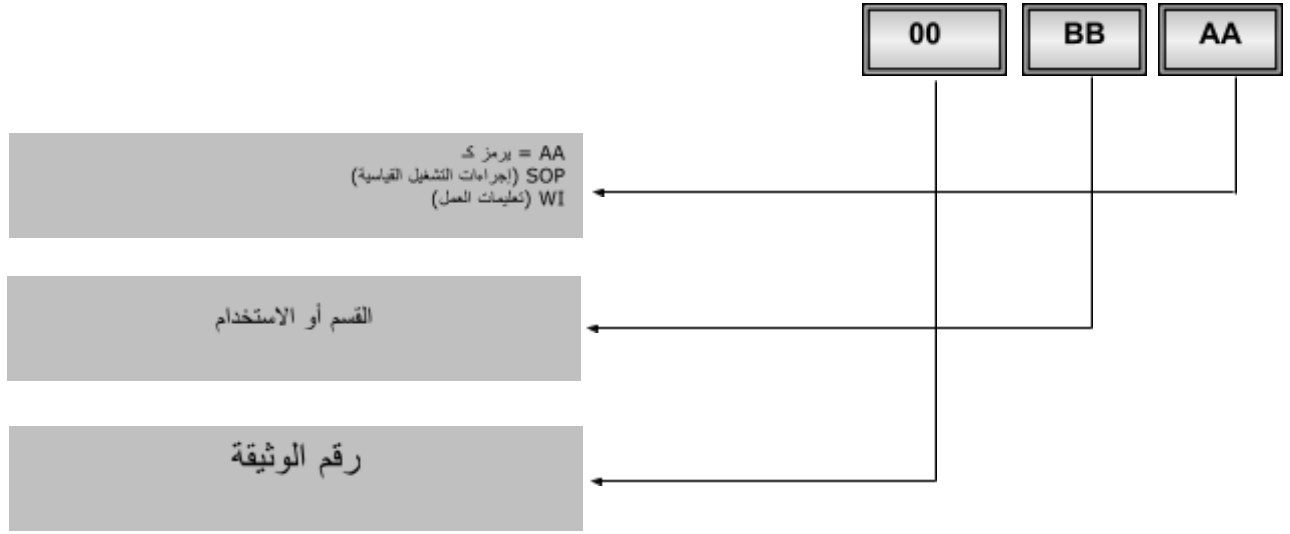 AA
BB
00
AA = يرمز كـ
SOP (إجراءات التشغيل القياسية)
WI (تعليمات العمل)
القسم أو الاستخدام
رقم الوثيقة